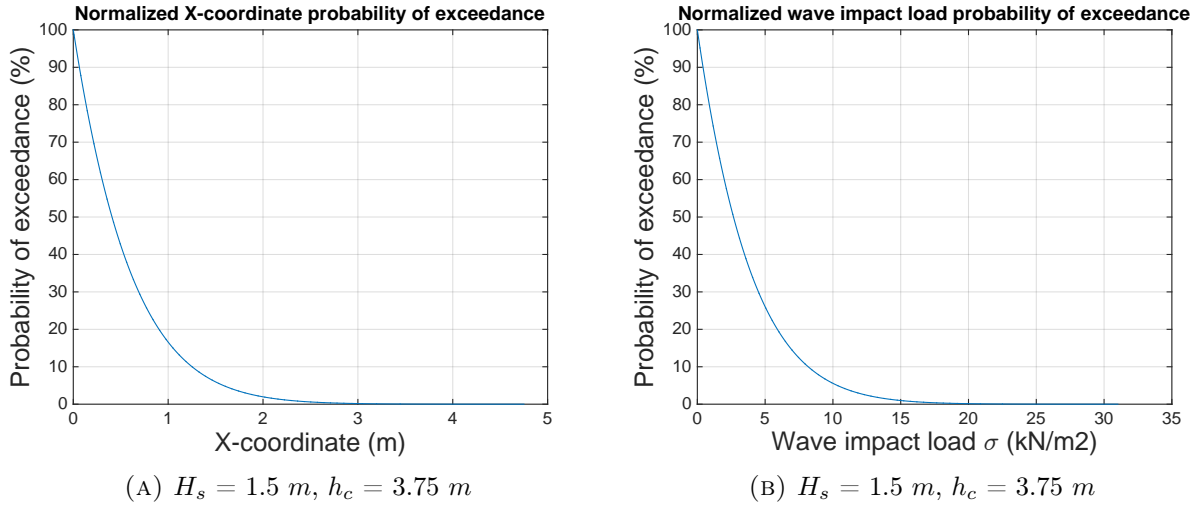 Normalized X-coordinate probability of exceedance
Probability of exceedance (%)
100
90
80
70
60
50
40
30
20
10
0
0 1 2 3 4 5
X-coordinate (m)
(A) H_s = 1.5 m, h_c = 3.75 m
Normalized wave impact load probability of exceedance
Probability of exceedance (%)
100
90
80
70
60
50
40
30
20
10
0
0 5 10 15 20 25 30 35
Wave impact load σ (kN/m2)
(B) H_s = 1.5 m, h_c = 3.75 m